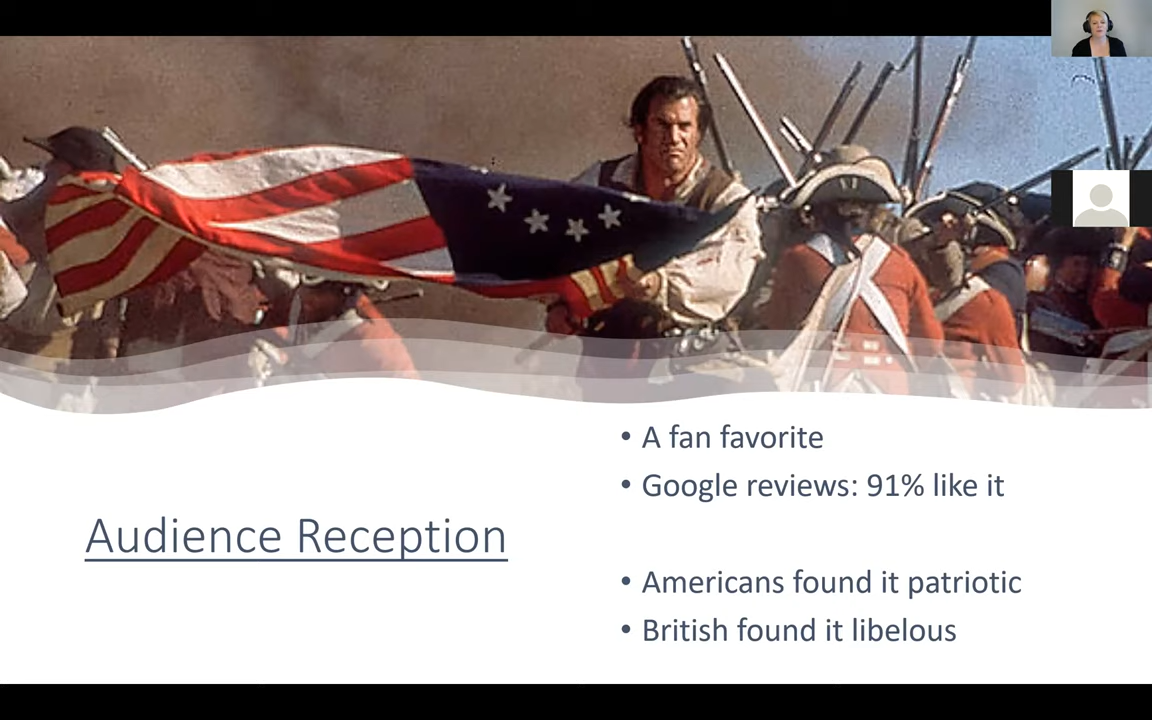 Audience Reception
• A fan favorite
• Google reviews: 91% like it
• Americans found it patriotic
• British found it libelous